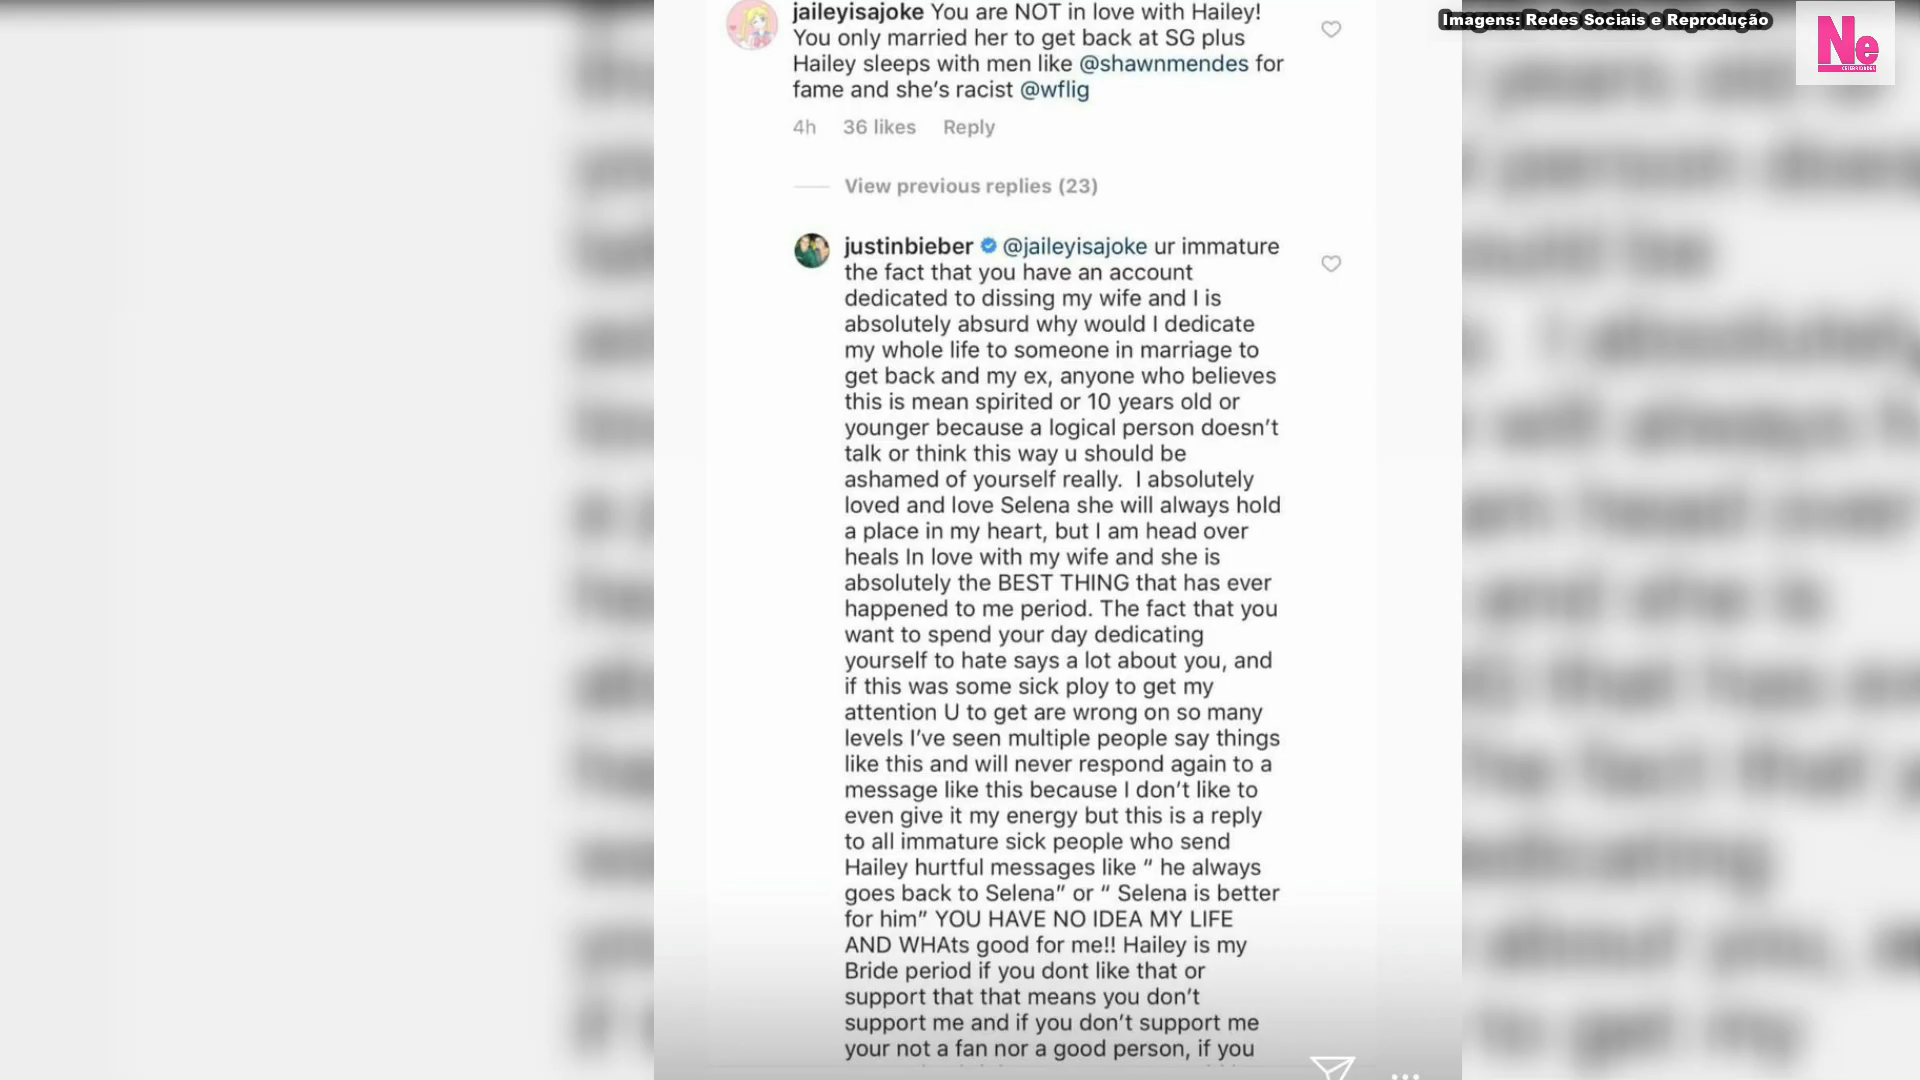 jaileyisajoke You are NOT in love with Hailey!
You only married her to get back at SG plus
Hailey sleeps with men like @shawnmendes for
fame and she's racist @wflig
4h 36 likes Reply
View previous replies (23)
justinbieber @jaileyisajoke ur immature
the fact that you have an account
dedicated to dissing my wife and I is
absolutely absurd why would I dedicate
my whole life to someone in marriage to
get back and my ex, anyone who believes
this is mean spirited or 10 years old or
younger because a logical person doesn't
talk or think this way u should be
ashamed of yourself really.  I absolutely
loved and love Selena she will always hold
a place in my heart, but I am head over
heals In love with my wife and she is
absolutely the BEST THING that has ever
happened to me period. The fact that you
want to spend your day dedicating
yourself to hate says a lot about you, and
if this was some sick ploy to get my
attention U to get are wrong on so many
levels I've seen multiple people say things
like this and will never respond again to a
message like this because I don't like to
even give it my energy but this is a reply
to all immature sick people who send
Hailey hurtful messages like " he always
goes back to Selena" or " Selena is better
for him" YOU HAVE NO IDEA MY LIFE
AND WHAts good for me!! Hailey is my
Bride period if you dont like that or
support that that means you don't
support me and if you don't support me
your not a fan nor a good person, if you
Imagens: Redes Sociais e Reprodução
Ne
CELEBRIDADES